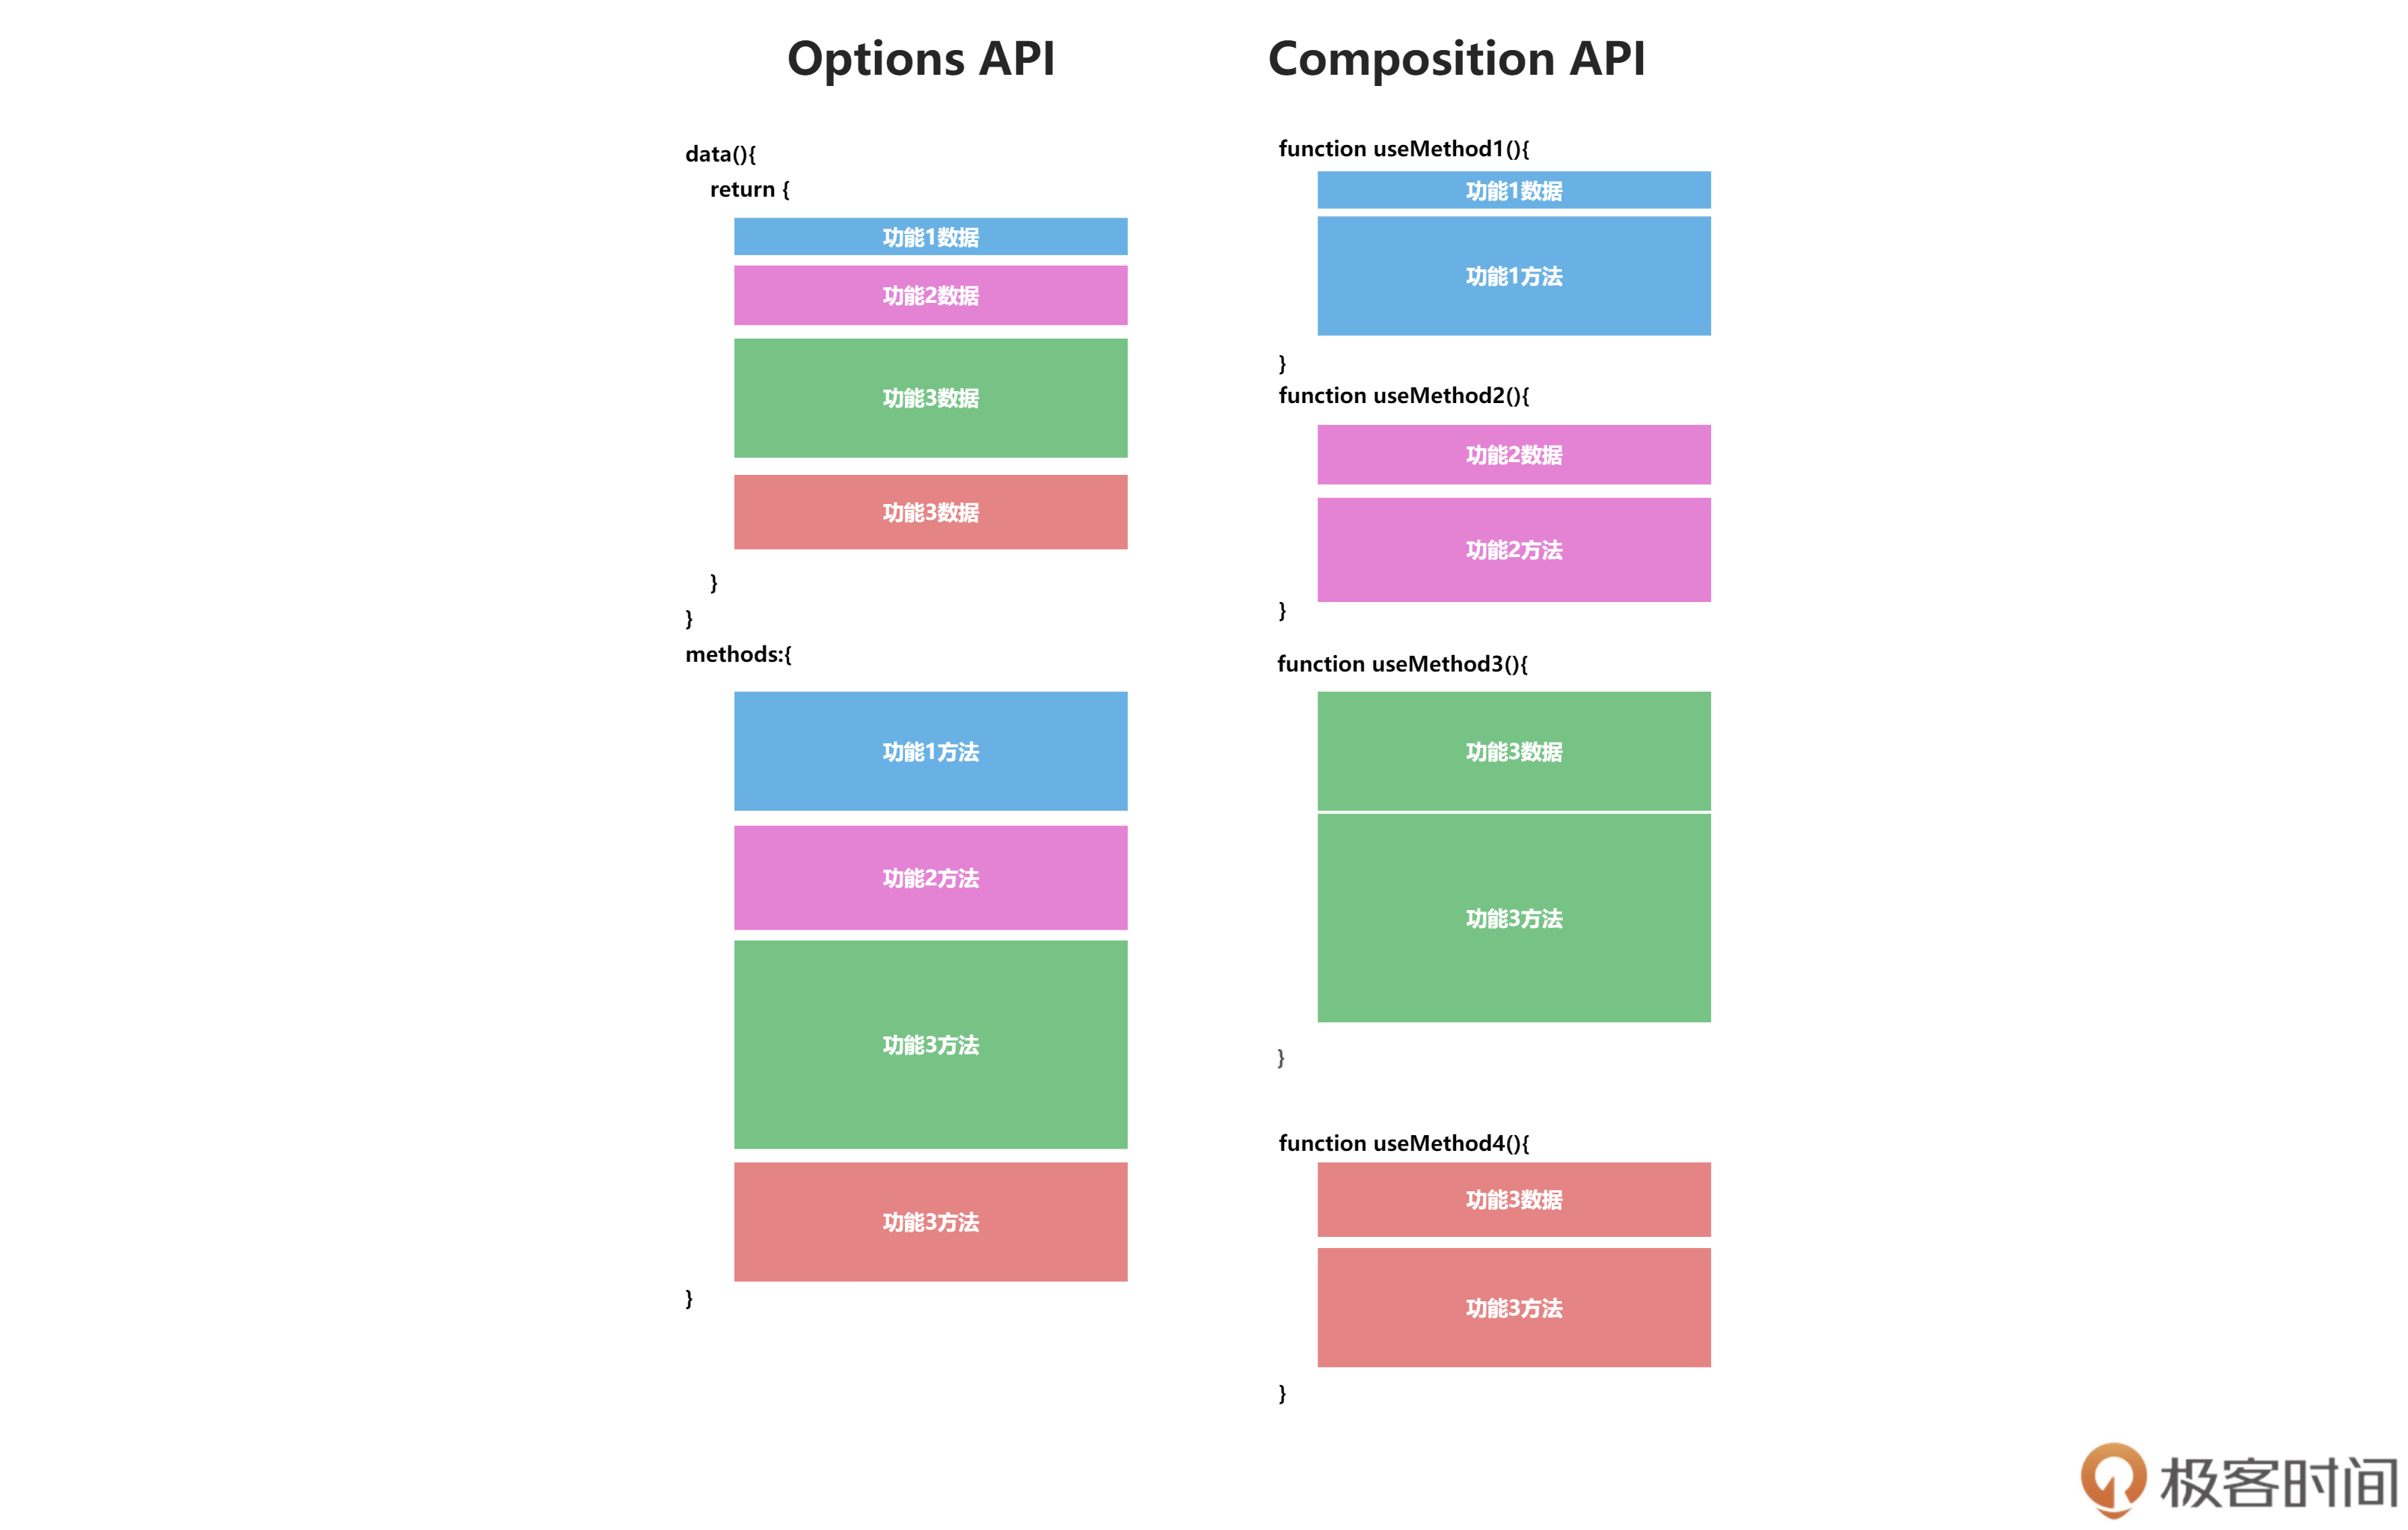 Options API
data(){
return {
功能1数据
功能2数据
功能3数据
功能3数据
}
}
methods:{
功能1方法
功能2方法
功能3方法
功能3方法
}
Composition API
function useMethod1(){
功能1数据
功能1方法
}
function useMethod2(){
功能2数据
功能2方法
}
function useMethod3(){
功能3数据
功能3方法
}
function useMethod4(){
功能3数据
功能3方法
}
极客时间